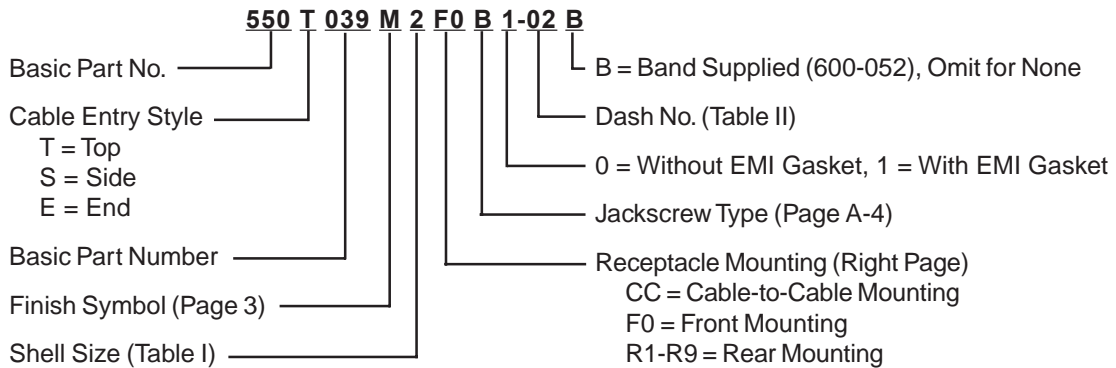 550 T 039 M 2 F0 B 1-02 B
Basic Part No.
Cable Entry Style
T = Top
S = Side
E = End
Basic Part Number
Finish Symbol (Page 3)
Shell Size (Table I)
B = Band Supplied (600-052), Omit for None
Dash No. (Table II)
0 = Without EMI Gasket, 1 = With EMI Gasket
Jackscrew Type (Page A-4)
Receptacle Mounting (Right Page)
CC = Cable-to-Cable Mounting
F0 = Front Mounting
R1-R9 = Rear Mounting